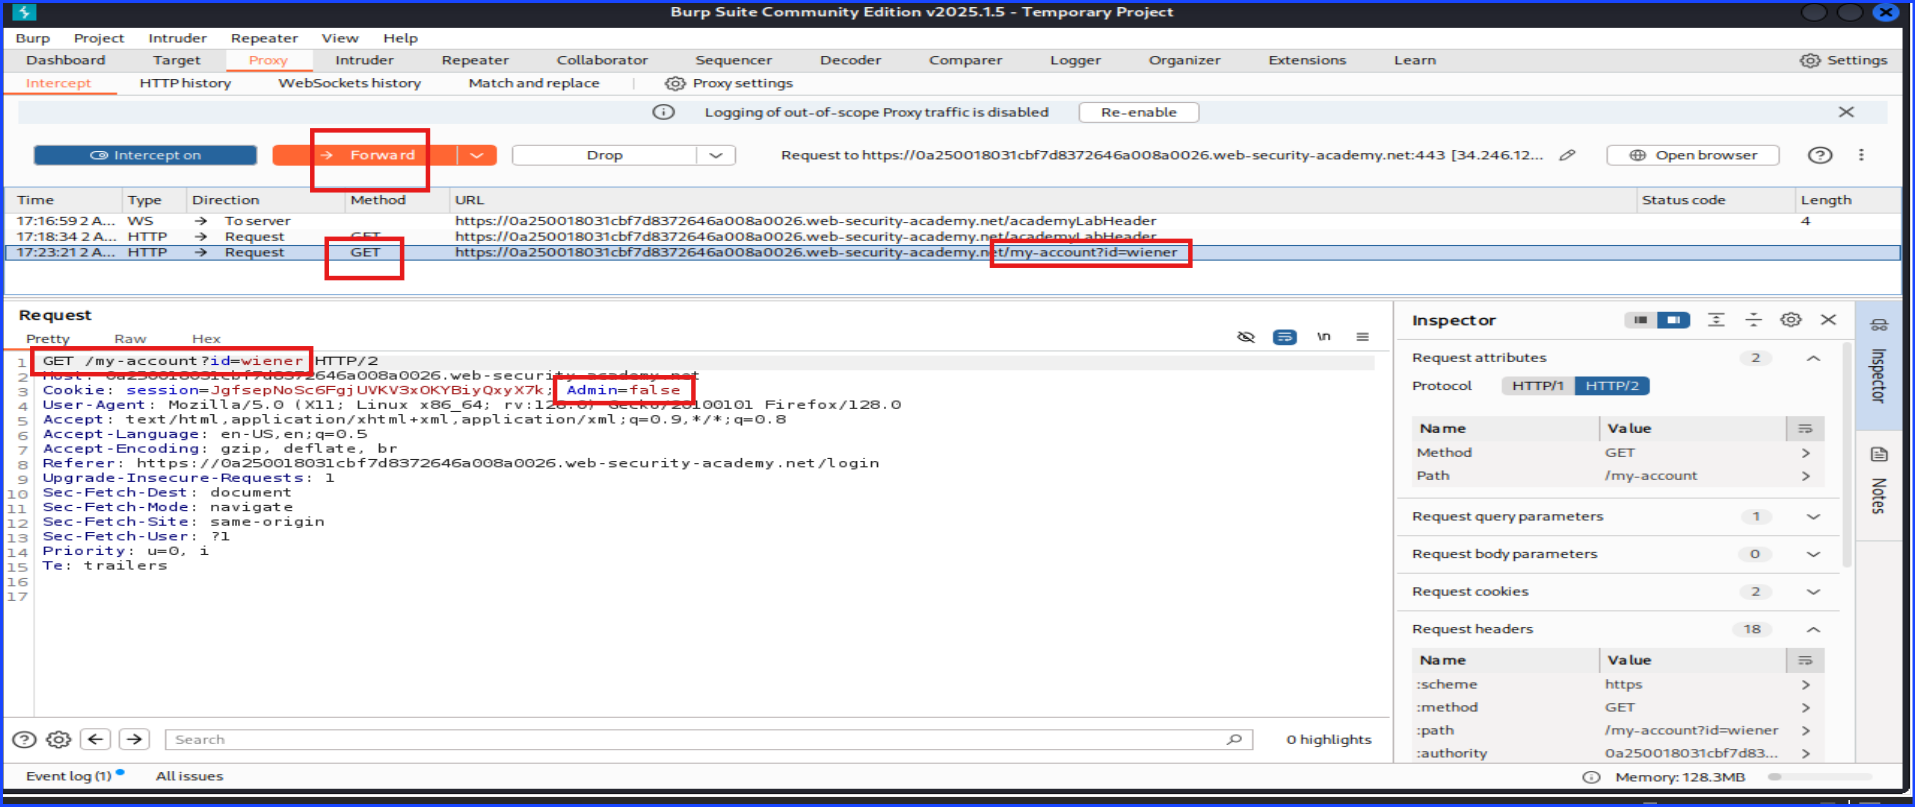 Burp Suite Community Edition v2025.1.5 - Temporary Project
Burp Project Intruder Repeater View Help
Dashboard Target Proxy Intruder Repeater Collaborator Sequencer Decoder Comparer Logger Organizer Extensions Learn Settings
Intercept HTTP history WebSockets history Match and replace Proxy settings
Logging of out-of-scope Proxy traffic is disabled Re-enable
Intercept on → Forward Drop Request to https://0a250018031cbf7d8372646a008a0026.web-security-academy.net:443 [34.246.12... Open browser
Time Type Direction Method URL Status code Length
17:16:59 2 A... WS → To server https://0a250018031cbf7d8372646a008a0026.web-security-academy.net/academyLabHeader 4
17:18:34 2 A... HTTP → Request GET https://0a250018031cbf7d8372646a008a0026.web-security-academy.net/academyLabHeader
17:23:21 2 A... HTTP → Request GET https://0a250018031cbf7d8372646a008a0026.web-security-academy.net/my-account?id=wiener
Request
Pretty Raw Hex
\n
1 GET /my-account?id=wiener HTTP/2
2 Host: 0a250018031cbf7d8372646a008a0026.web-security-academy.net
3 Cookie: session=JgfsepNoSc6FgjUVKV3xOKYBiyQxyX7k; Admin=false
4 User-Agent: Mozilla/5.0 (X11; Linux x86_64; rv:128.0) Gecko/20100101 Firefox/128.0
5 Accept: text/html,application/xhtml+xml,application/xml;q=0.9,*/*;q=0.8
6 Accept-Language: en-US,en;q=0.5
7 Accept-Encoding: gzip, deflate, br
8 Referer: https://0a250018031cbf7d8372646a008a0026.web-security-academy.net/login
9 Upgrade-Insecure-Requests: 1
10 Sec-Fetch-Dest: document
11 Sec-Fetch-Mode: navigate
12 Sec-Fetch-Site: same-origin
13 Sec-Fetch-User: ?1
14 Priority: u=0, i
15 Te: trailers
16
17
Search 0 highlights
Inspector
Request attributes 2
Protocol HTTP/1 HTTP/2
Name Value
Method GET
Path /my-account
Request query parameters 1
Request body parameters 0
Request cookies 2
Request headers 18
Name Value
:scheme https
:method GET
:path /my-account?id=wiener
:authority 0a250018031cbf7d83...
Inspector
Notes
Event log (1) All issues Memory: 128.3MB